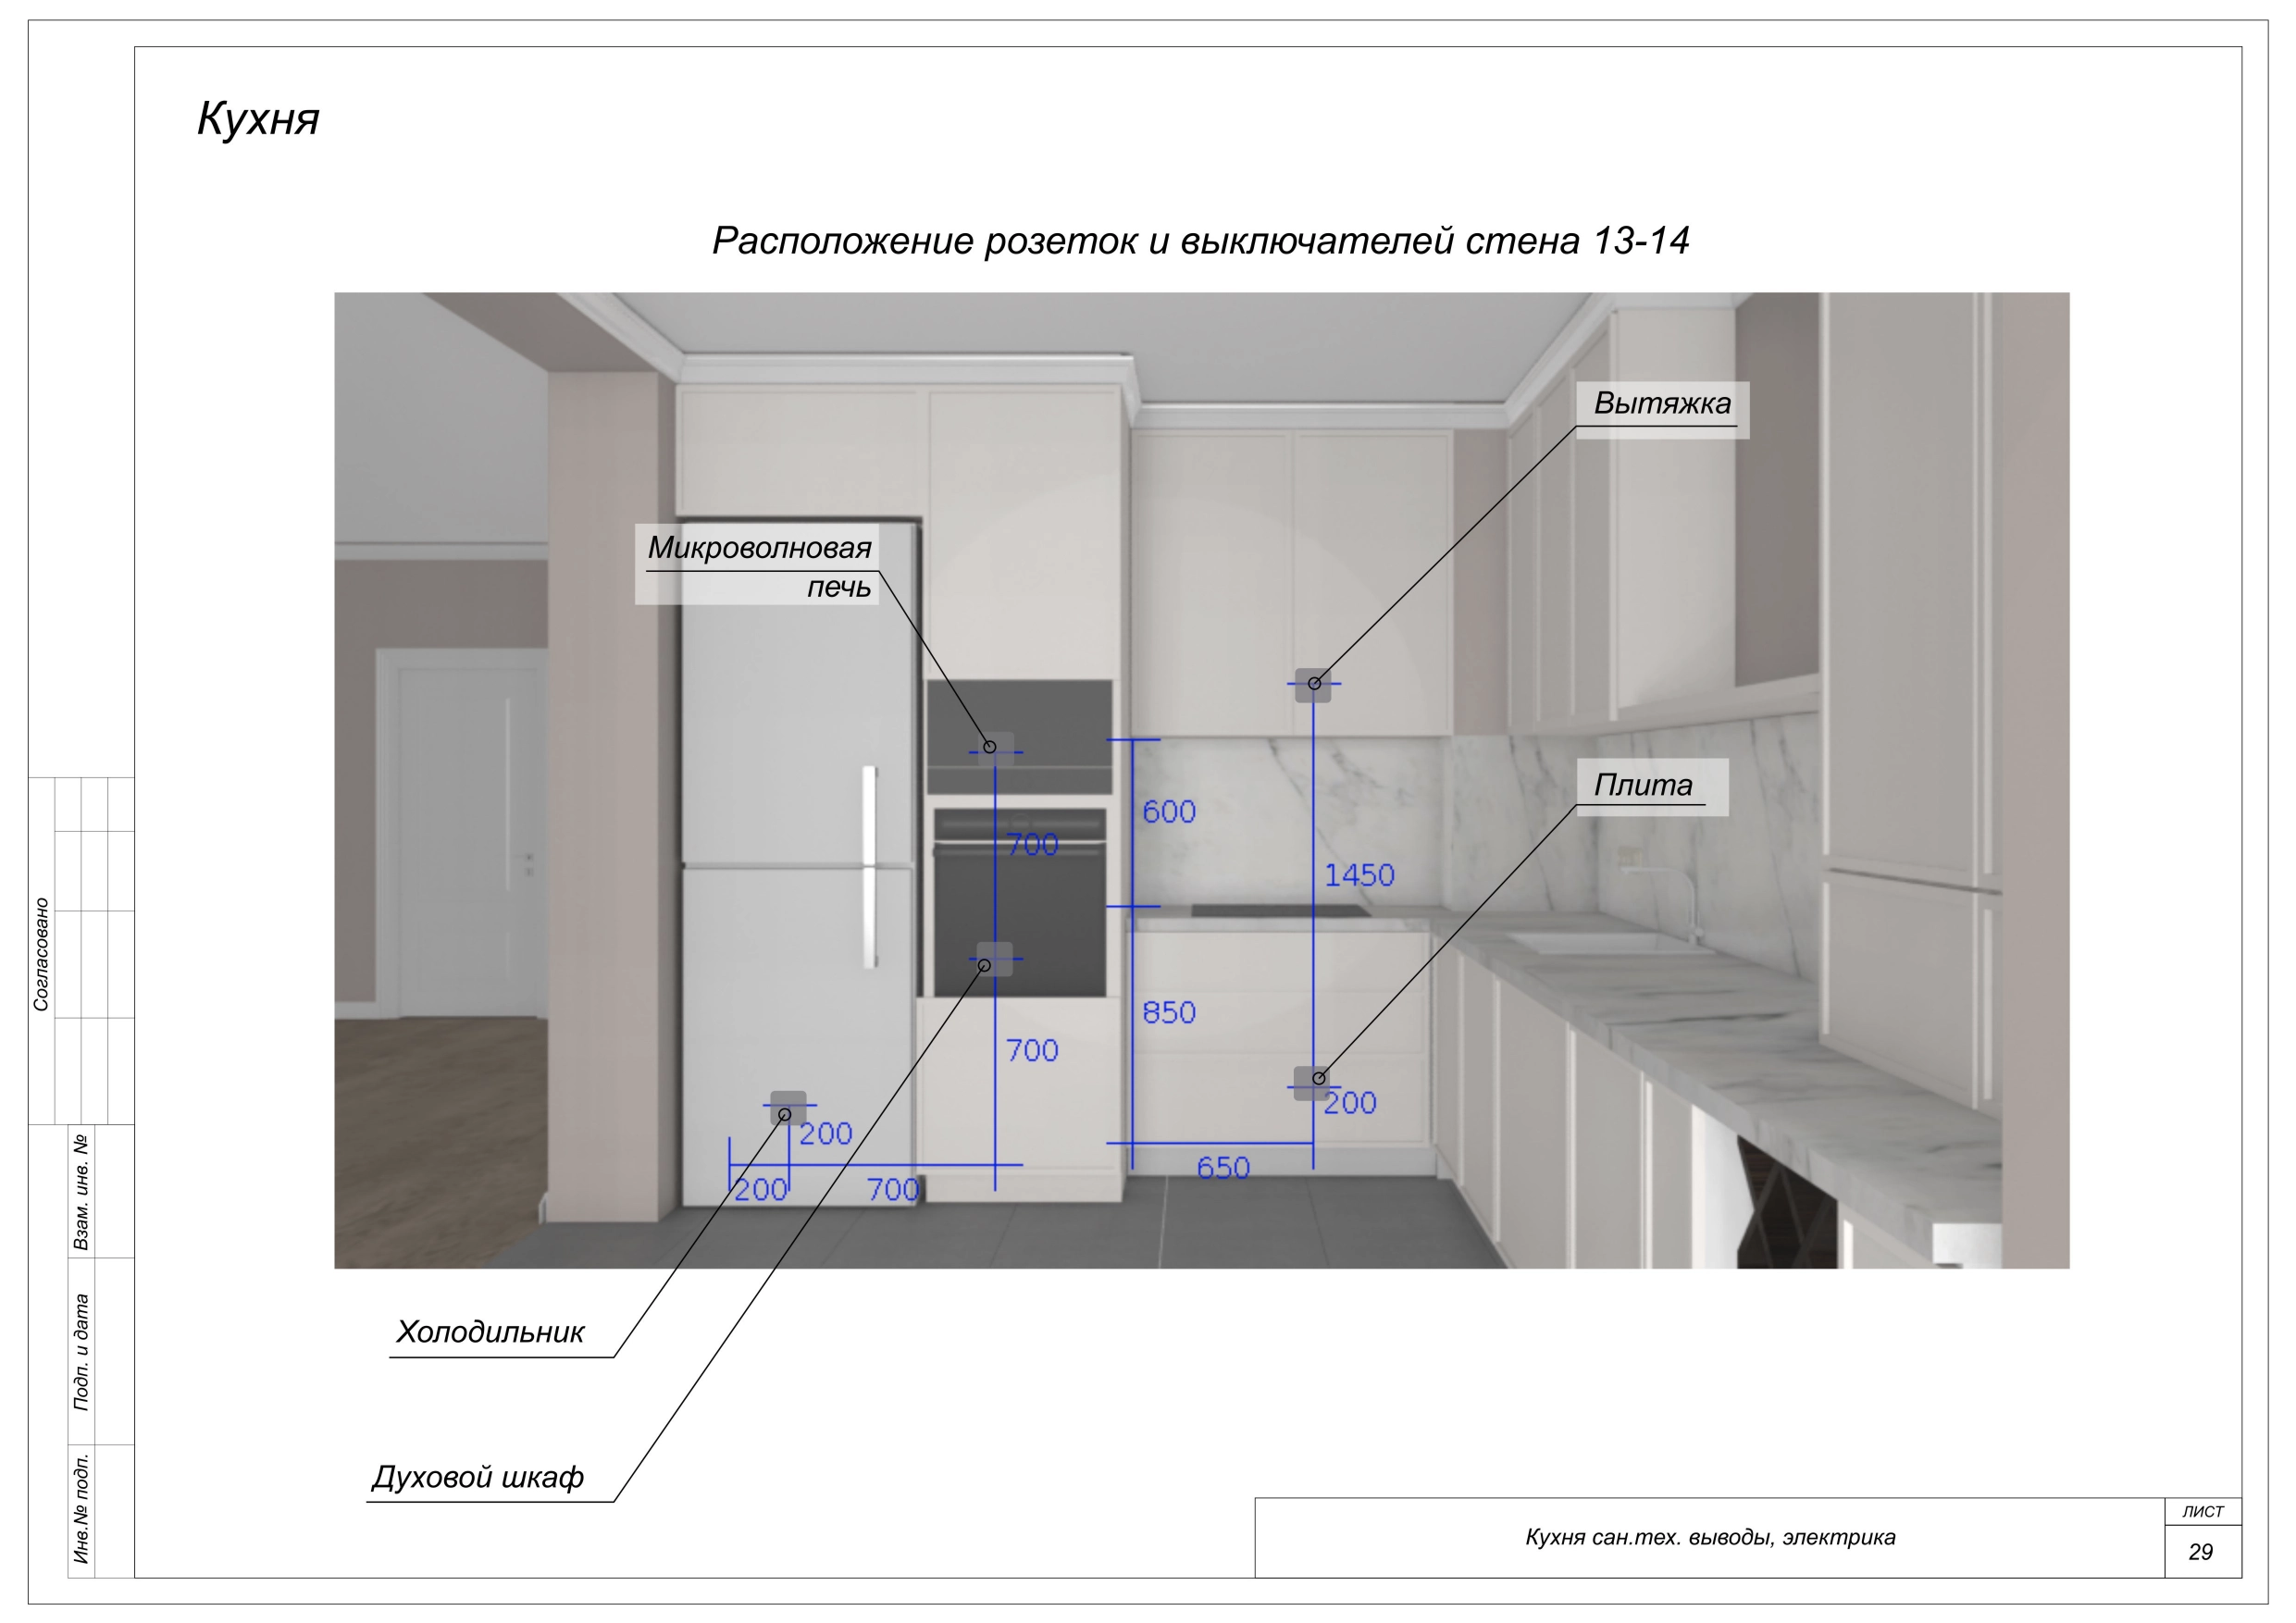 Кухня
Расположение розеток и выключателей стена 13-14
Вытяжка
Микроволновая
печь
Плита
600
700
1450
850
700
200
200
650
200
700
Холодильник
Духовой шкаф
Согласовано
Взам. инв. №
Подп. и дата
Инв.№ подп.
Кухня сан.тех. выводы, электрика
ЛИСТ
29